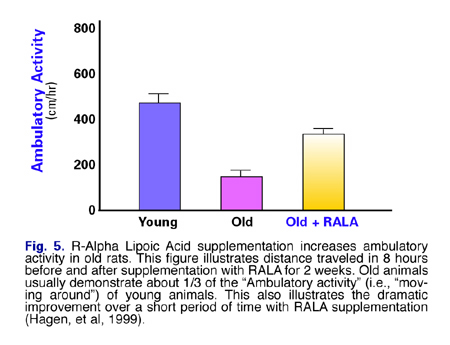 800
600
400
200
0
Ambulatory Activity
(cm/hr)
Young Old Old + RALA
Fig. 5. R-Alpha Lipoic Acid supplementation increases ambulatory
activity in old rats. This figure illustrates distance traveled in 8 hours
before and after supplementation with RALA for 2 weeks. Old animals
usually demonstrate about 1/3 of the “Ambulatory activity” (i.e., “mov-
ing around”) of young animals. This also illustrates the dramatic
improvement over a short period of time with RALA supplementation
(Hagen, et al, 1999).